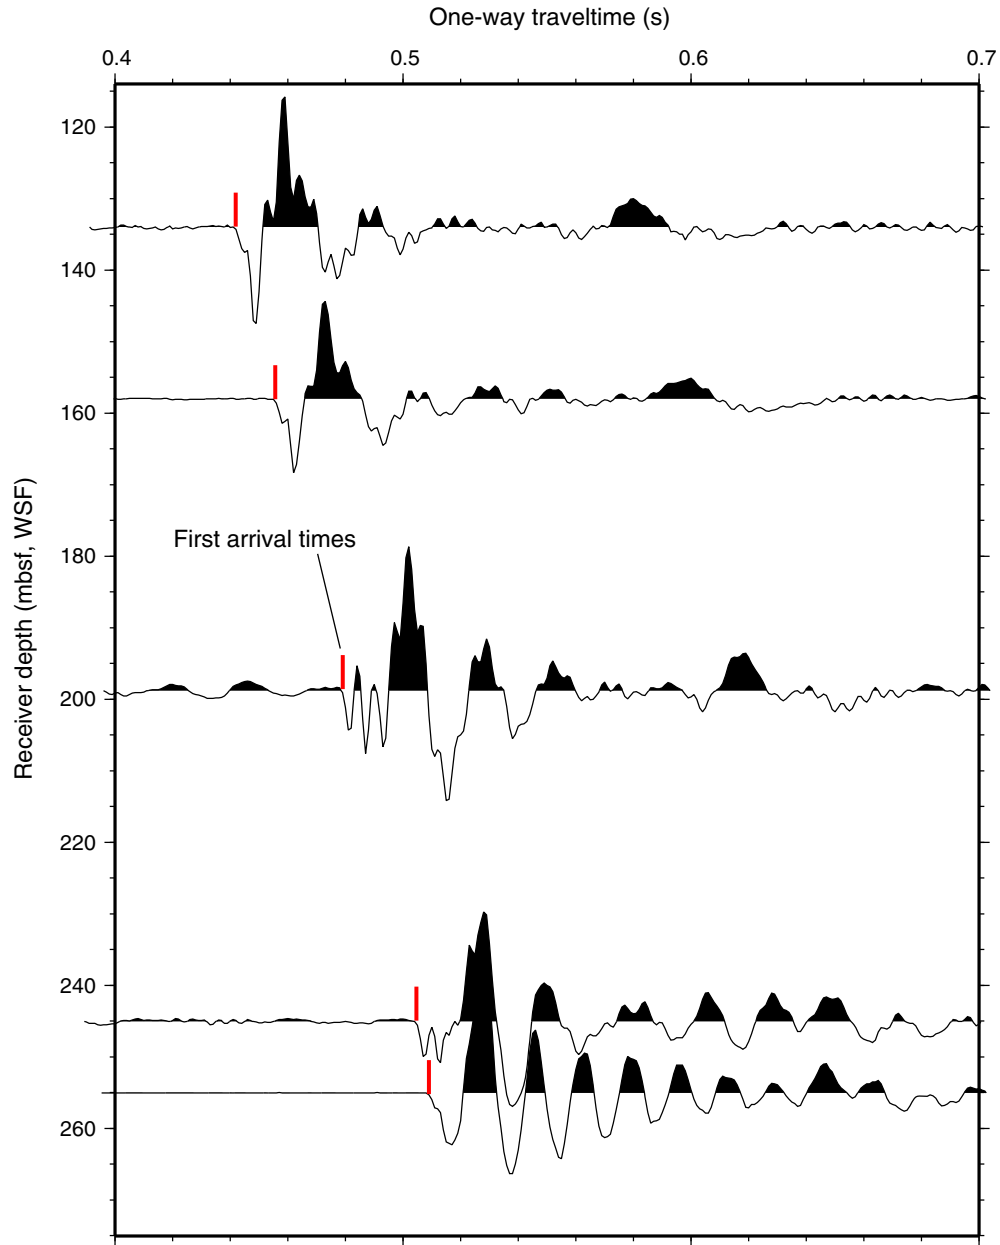 One-way traveltime (s)
0.4 0.5 0.6 0.7
120
140
160
First arrival times
180
Receiver depth (mbsf, WSF)
200
220
240
260